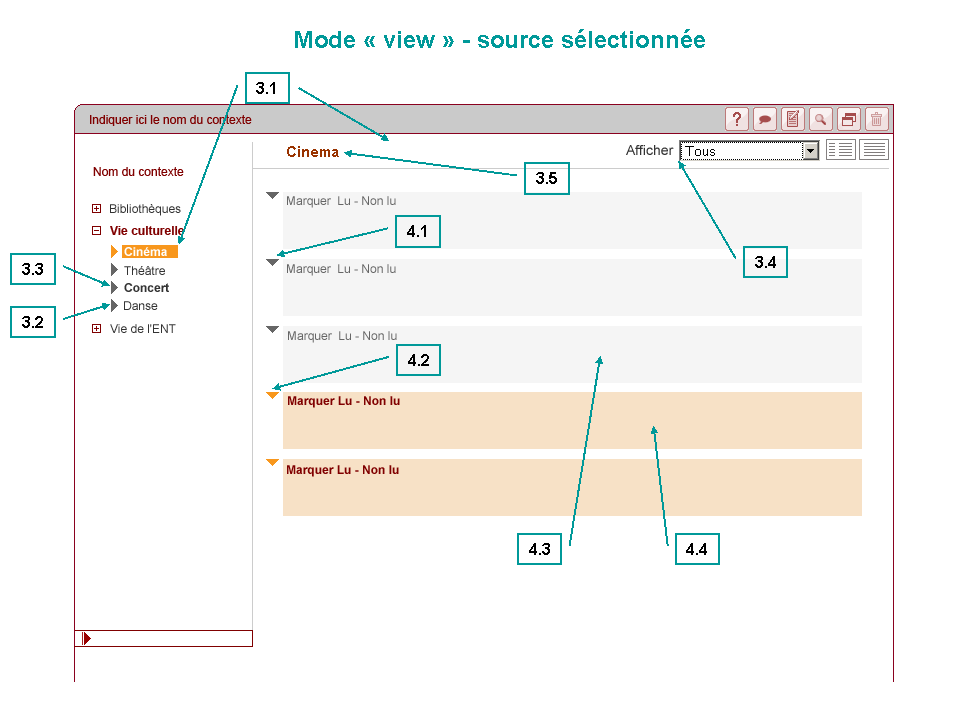 Mode « view » - source sélectionnée
3.1
Indiquer ici le nom du contexte
?
Cinema
Afficher
Tous
3.5
Nom du contexte
Marquer Lu - Non lu
Bibliothèques
Vie culturelle
4.1
3.4
Cinéma
3.3
Théâtre
Marquer Lu - Non lu
Concert
3.2
Danse
Vie de l'ENT
Marquer Lu - Non lu
4.2
Marquer Lu - Non lu
Marquer Lu - Non lu
4.3
4.4